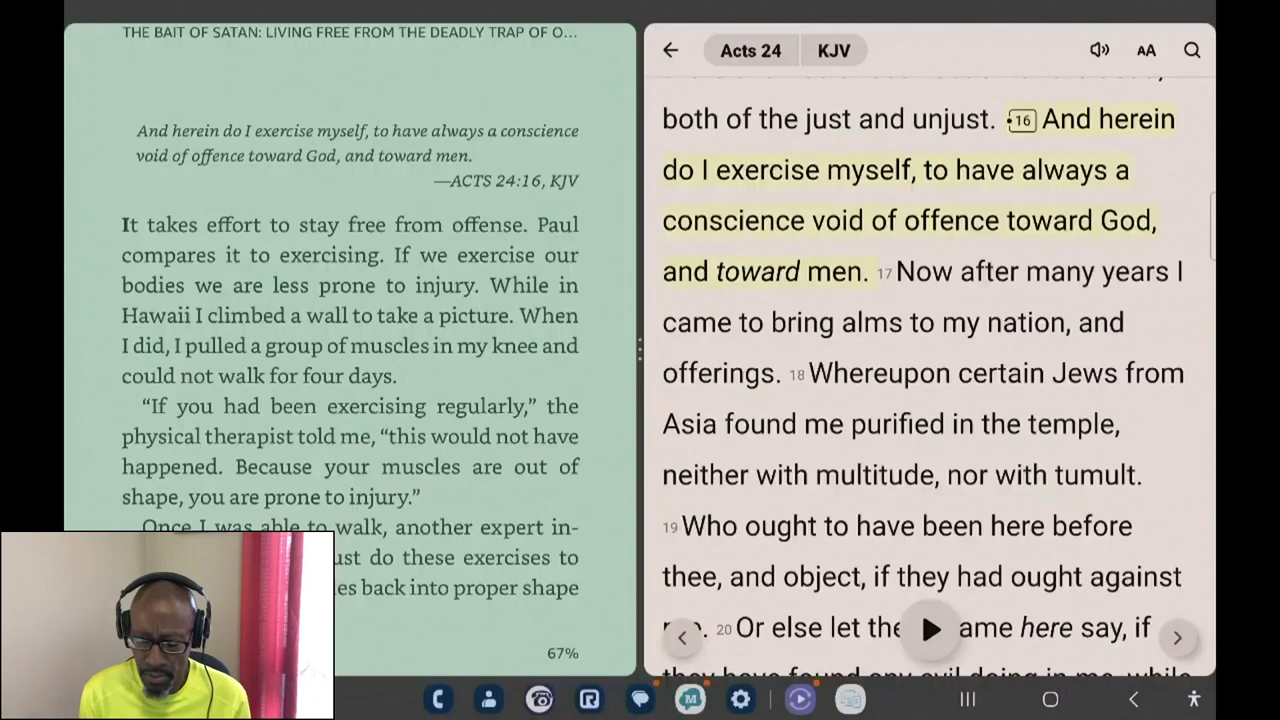 THE BAIT OF SATAN: LIVING FREE FROM THE DEADLY TRAP OF O...
And herein do I exercise myself, to have always a conscience
void of offence toward God, and toward men.
—ACTS 24:16, KJV
It takes effort to stay free from offense. Paul
compares it to exercising. If we exercise our
bodies we are less prone to injury. While in
Hawaii I climbed a wall to take a picture. When
I did, I pulled a group of muscles in my knee and
could not walk for four days.
“If you had been exercising regularly,” the
physical therapist told me, “this would not have
happened. Because your muscles are out of
shape, you are prone to injury.”
Once I was able to walk, another expert in-
ust do these exercises to
es back into proper shape
67%
Acts 24 KJV AA
both of the just and unjust. 16 And herein
do I exercise myself, to have always a
conscience void of offence toward God,
and toward men. 17 Now after many years I
came to bring alms to my nation, and
offerings. 18 Whereupon certain Jews from
Asia found me purified in the temple,
neither with multitude, nor with tumult.
19 Who ought to have been here before
thee, and object, if they had ought against
20 Or else let the ame here say, if
they have found any evil doing in me, while